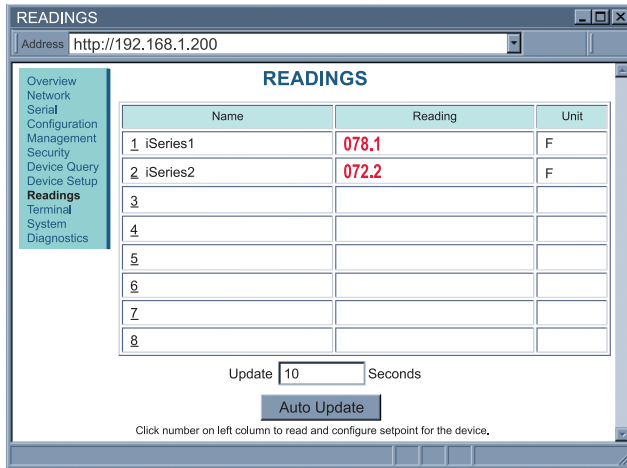 READINGS
Address http://192.168.1.200
Overview
Network
Serial
Configuration
Management
Security
Device Query
Device Setup
Readings
Terminal
System
Diagnostics
READINGS
Name Reading Unit
1 iSeries1 078.1 F
2 iSeries2 072.2 F
3
4
5
6
7
8
Update 10 Seconds
Auto Update
Click number on left column to read and configure setpoint for the device.